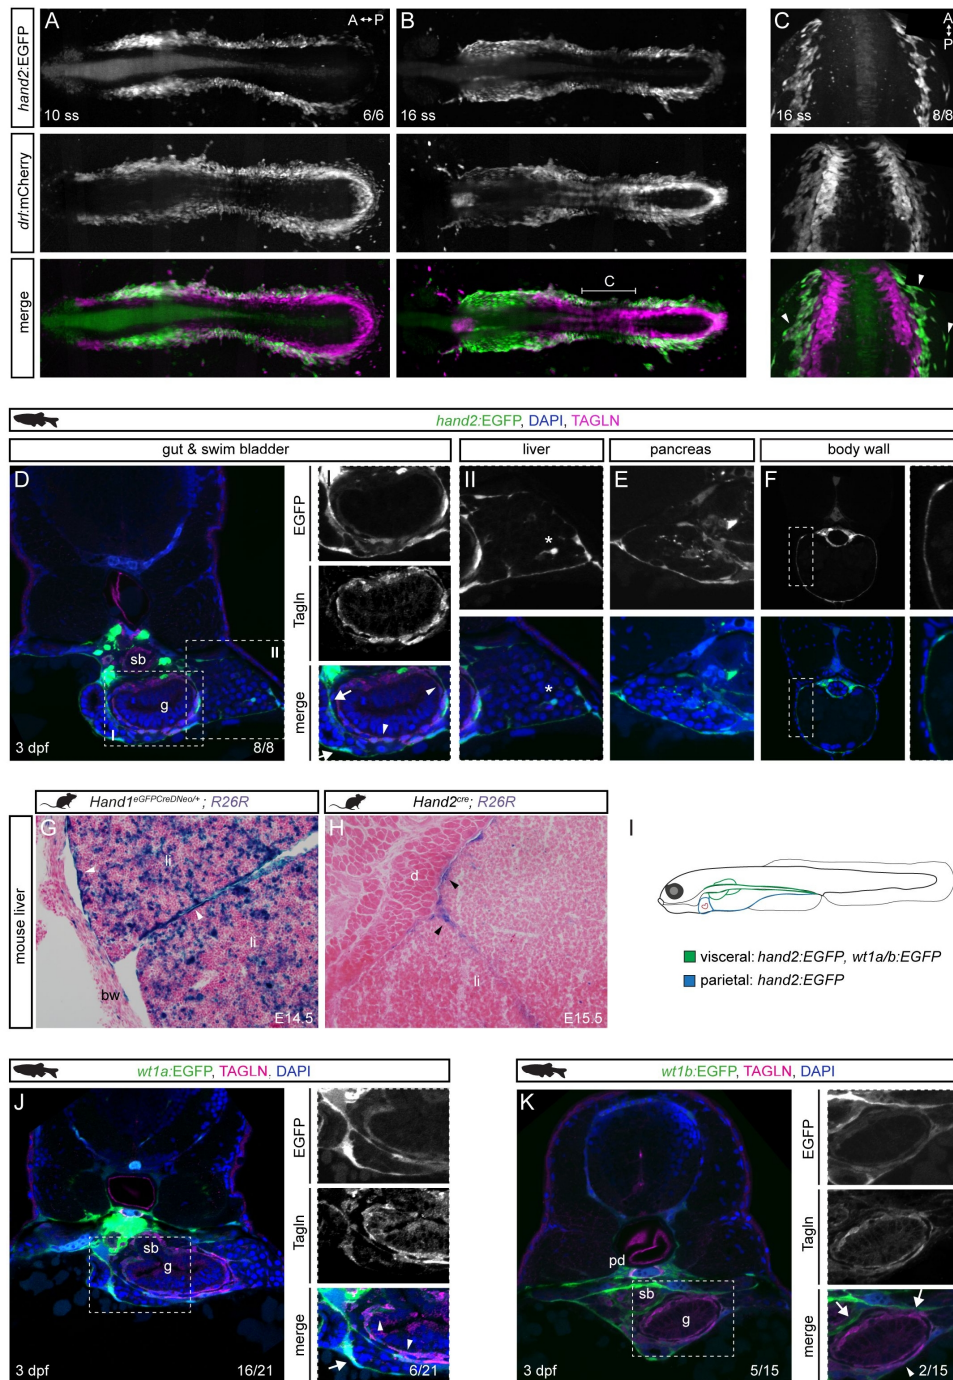 hand2:EGFP
A
A ↔ P
10 ss
6/6
B
16 ss
C
A
↕
P
16 ss
8/8
drl:mCherry
merge
C
hand2:EGFP, DAPI, TAGLN
gut & swim bladder
liver
pancreas
body wall
D
sb
g
I
II
3 dpf
8/8
EGFP
I
Tagln
merge
II
*
*
E
F
Hand1eGFPCreDNeo/+; R26R
Hand2cre; R26R
mouse liver
G
li
li
bw
E14.5
H
d
li
E15.5
I
visceral: hand2:EGFP, wt1a/b:EGFP
parietal: hand2:EGFP
wt1a:EGFP, TAGLN, DAPI
J
sb
g
3 dpf
16/21
EGFP
Tagln
merge
6/21
wt1b:EGFP, TAGLN, DAPI
K
pd
sb
g
3 dpf
5/15
EGFP
Tagln
merge
2/15